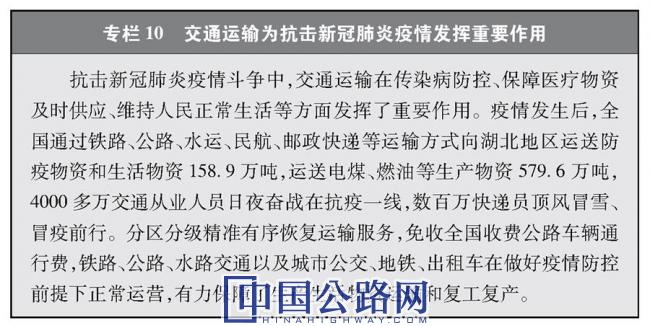 专栏 10 交通运输为抗击新冠肺炎疫情发挥重要作用
抗击新冠肺炎疫情斗争中，交通运输在传染病防控、保障医疗物资
及时供应、维持人民正常生活等方面发挥了重要作用。疫情发生后，全
国通过铁路、公路、水运、民航、邮政快递等运输方式向湖北地区运送防
疫物资和生活物资 158.9 万吨，运送电煤、燃油等生产物资 579.6 万吨，
4000 多万交通从业人员日夜奋战在抗疫一线，数百万快递员顶风冒雪、
冒疫前行。分区分级精准有序恢复运输服务，免收全国收费公路车辆通
行费，铁路、公路、水路交通以及城市公交、地铁、出租车在做好疫情防控
前提下正常运营，有力保障了 和复工复产。
中国公路网
CHINAHIGHWAY.COM